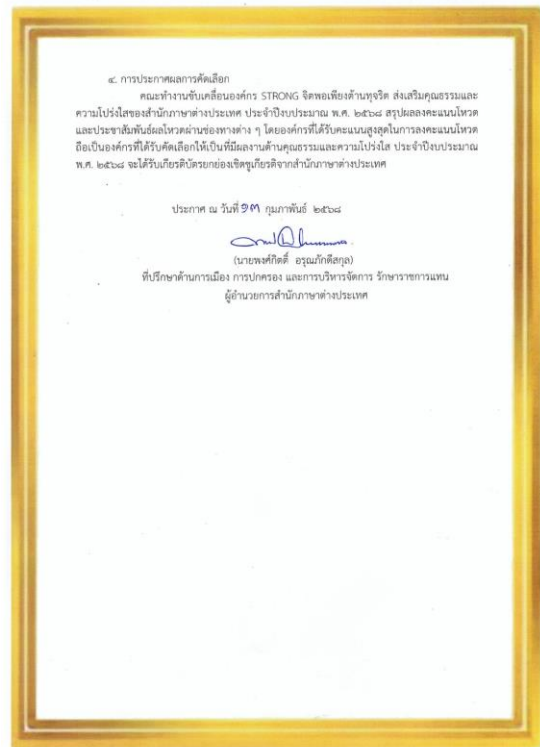 ๔. การประกาศผลการคัดเลือก
คณะทำงานขับเคลื่อนองค์กร STRONG จิตพอเพียงต้านทุจริต ส่งเสริมคุณธรรมและ
ความโปร่งใสของสำนักภาษาต่างประเทศ ประจำปีงบประมาณ พ.ศ. ๒๕๖๘ สรุปผลลงคะแนนโหวต
และประชาสัมพันธ์ผลโหวตผ่านช่องทางต่าง ๆ โดยองค์กรที่ได้รับคะแนนสูงสุดในการลงคะแนนโหวต
ถือเป็นองค์กรที่ได้รับคัดเลือกให้เป็นที่มีผลงานด้านคุณธรรมและความโปร่งใส ประจำปีงบประมาณ
พ.ศ. ๒๕๖๘ จะได้รับเกียรติบัตรยกย่องเชิดชูเกียรติจากสำนักภาษาต่างประเทศ
ประกาศ ณ วันที่ ๑๓ กุมภาพันธ์ ๒๕๖๘
(นายพงศ์กิตติ์ อรุณภักดีสกุล)
ที่ปรึกษาด้านการเมือง การปกครอง และการบริหารจัดการ รักษาราชการแทน
ผู้อำนวยการสำนักภาษาต่างประเทศ